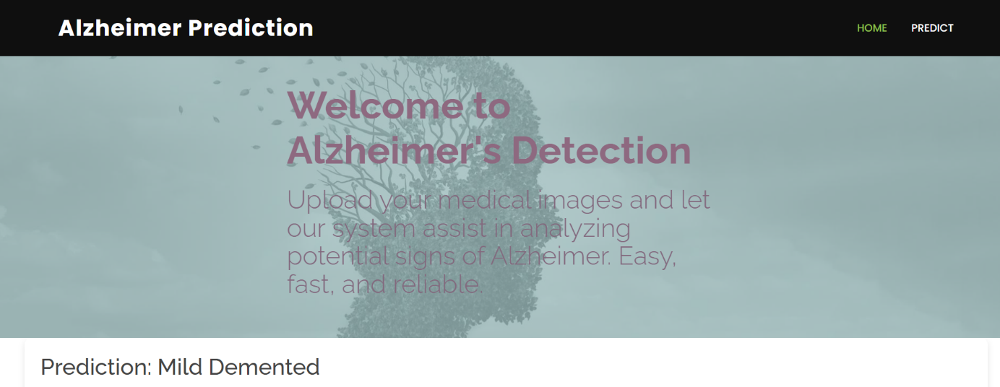 Alzheimer Prediction
HOME PREDICT
Welcome to
Alzheimer's Detection
Upload your medical images and let
our system assist in analyzing
potential signs of Alzheimer. Easy,
fast, and reliable.
Prediction: Mild Demented